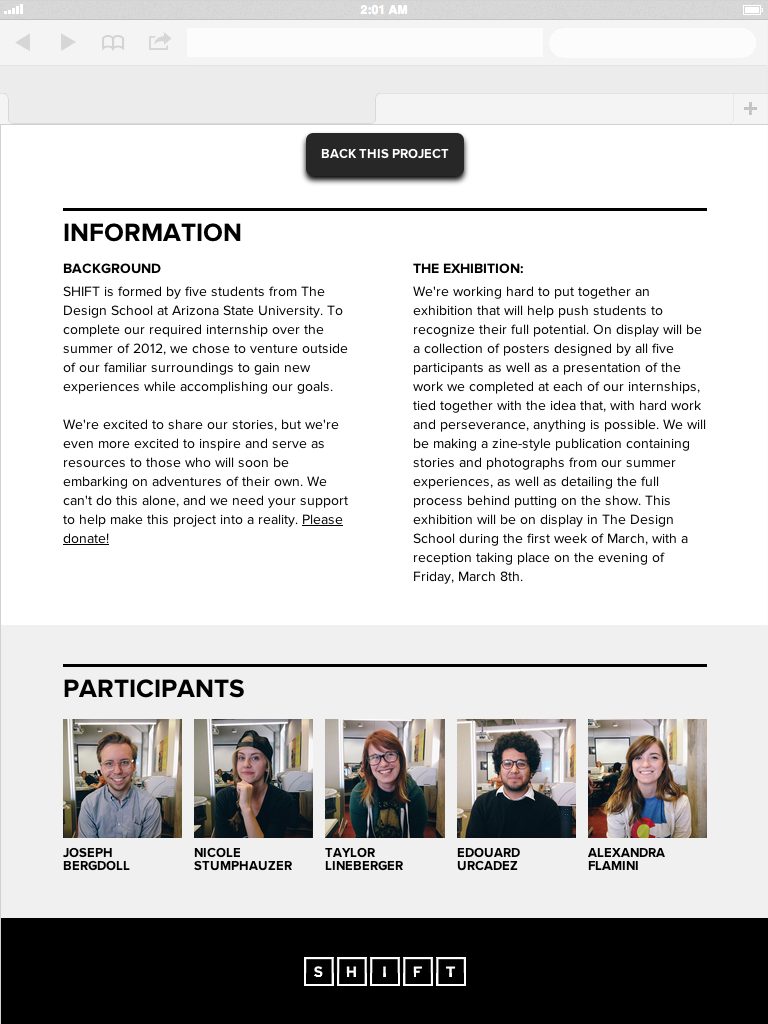 2:01 AM
BACK THIS PROJECT
INFORMATION
BACKGROUND
SHIFT is formed by five students from The
Design School at Arizona State University. To
complete our required internship over the
summer of 2012, we chose to venture outside
of our familiar surroundings to gain new
experiences while accomplishing our goals.
We're excited to share our stories, but we're
even more excited to inspire and serve as
resources to those who will soon be
embarking on adventures of their own. We
can't do this alone, and we need your support
to help make this project into a reality. Please
donate!
THE EXHIBITION:
We're working hard to put together an
exhibition that will help push students to
recognize their full potential. On display will be
a collection of posters designed by all five
participants as well as a presentation of the
work we completed at each of our internships,
tied together with the idea that, with hard work
and perseverance, anything is possible. We will
be making a zine-style publication containing
stories and photographs from our summer
experiences, as well as detailing the full
process behind putting on the show. This
exhibition will be on display in The Design
School during the first week of March, with a
reception taking place on the evening of
Friday, March 8th.
PARTICIPANTS
JOSEPH
BERGDOLL
NICOLE
STUMPHAUZER
TAYLOR
LINEBERGER
EDOUARD
URCADEZ
ALEXANDRA
FLAMINI
SHIFT